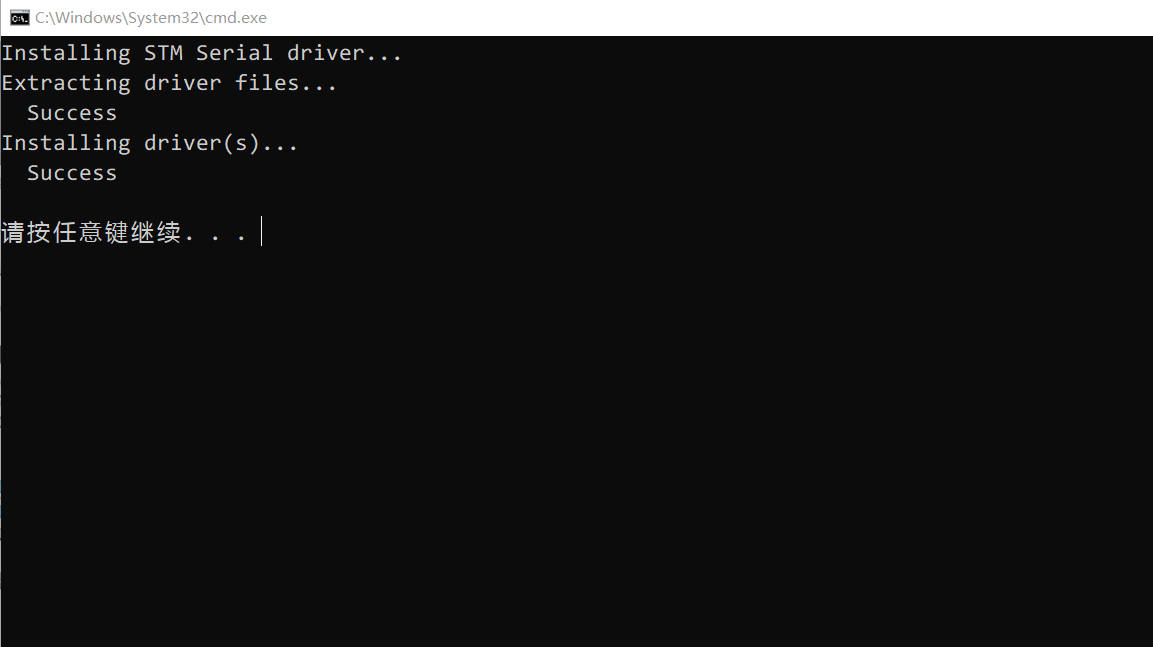 C:\Windows\System32\cmd.exe
Installing STM Serial driver...
Extracting driver files...
Success
Installing driver(s)...
Success
请按任意键继续. . .